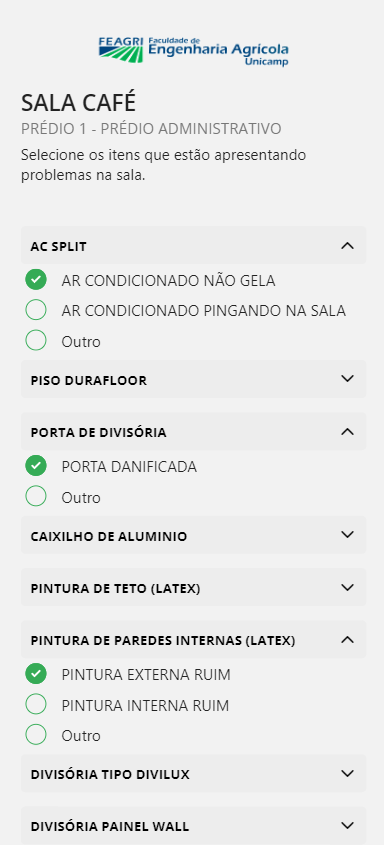 FEAGRI Faculdade de
Engenharia Agrícola
Unicamp
SALA CAFÉ
PRÉDIO 1 - PRÉDIO ADMINISTRATIVO
Selecione os itens que estão apresentando
problemas na sala.
AC SPLIT
AR CONDICIONADO NÃO GELA
AR CONDICIONADO PINGANDO NA SALA
Outro
PISO DURAFLOOR
PORTA DE DIVISÓRIA
PORTA DANIFICADA
Outro
CAIXILHO DE ALUMINIO
PINTURA DE TETO (LATEX)
PINTURA DE PAREDES INTERNAS (LATEX)
PINTURA EXTERNA RUIM
PINTURA INTERNA RUIM
Outro
DIVISÓRIA TIPO DIVILUX
DIVISÓRIA PAINEL WALL